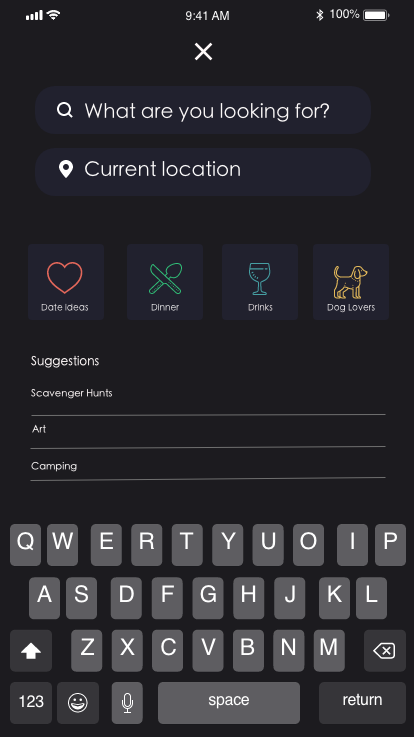 9:41 AM 100%
What are you looking for?
Current location
Date Ideas Dinner Drinks Dog Lovers
Suggestions
Scavenger Hunts
Art
Camping
Q W E R T Y U O I P
A S D F G H J K L
Z X C V B N M
123 space return